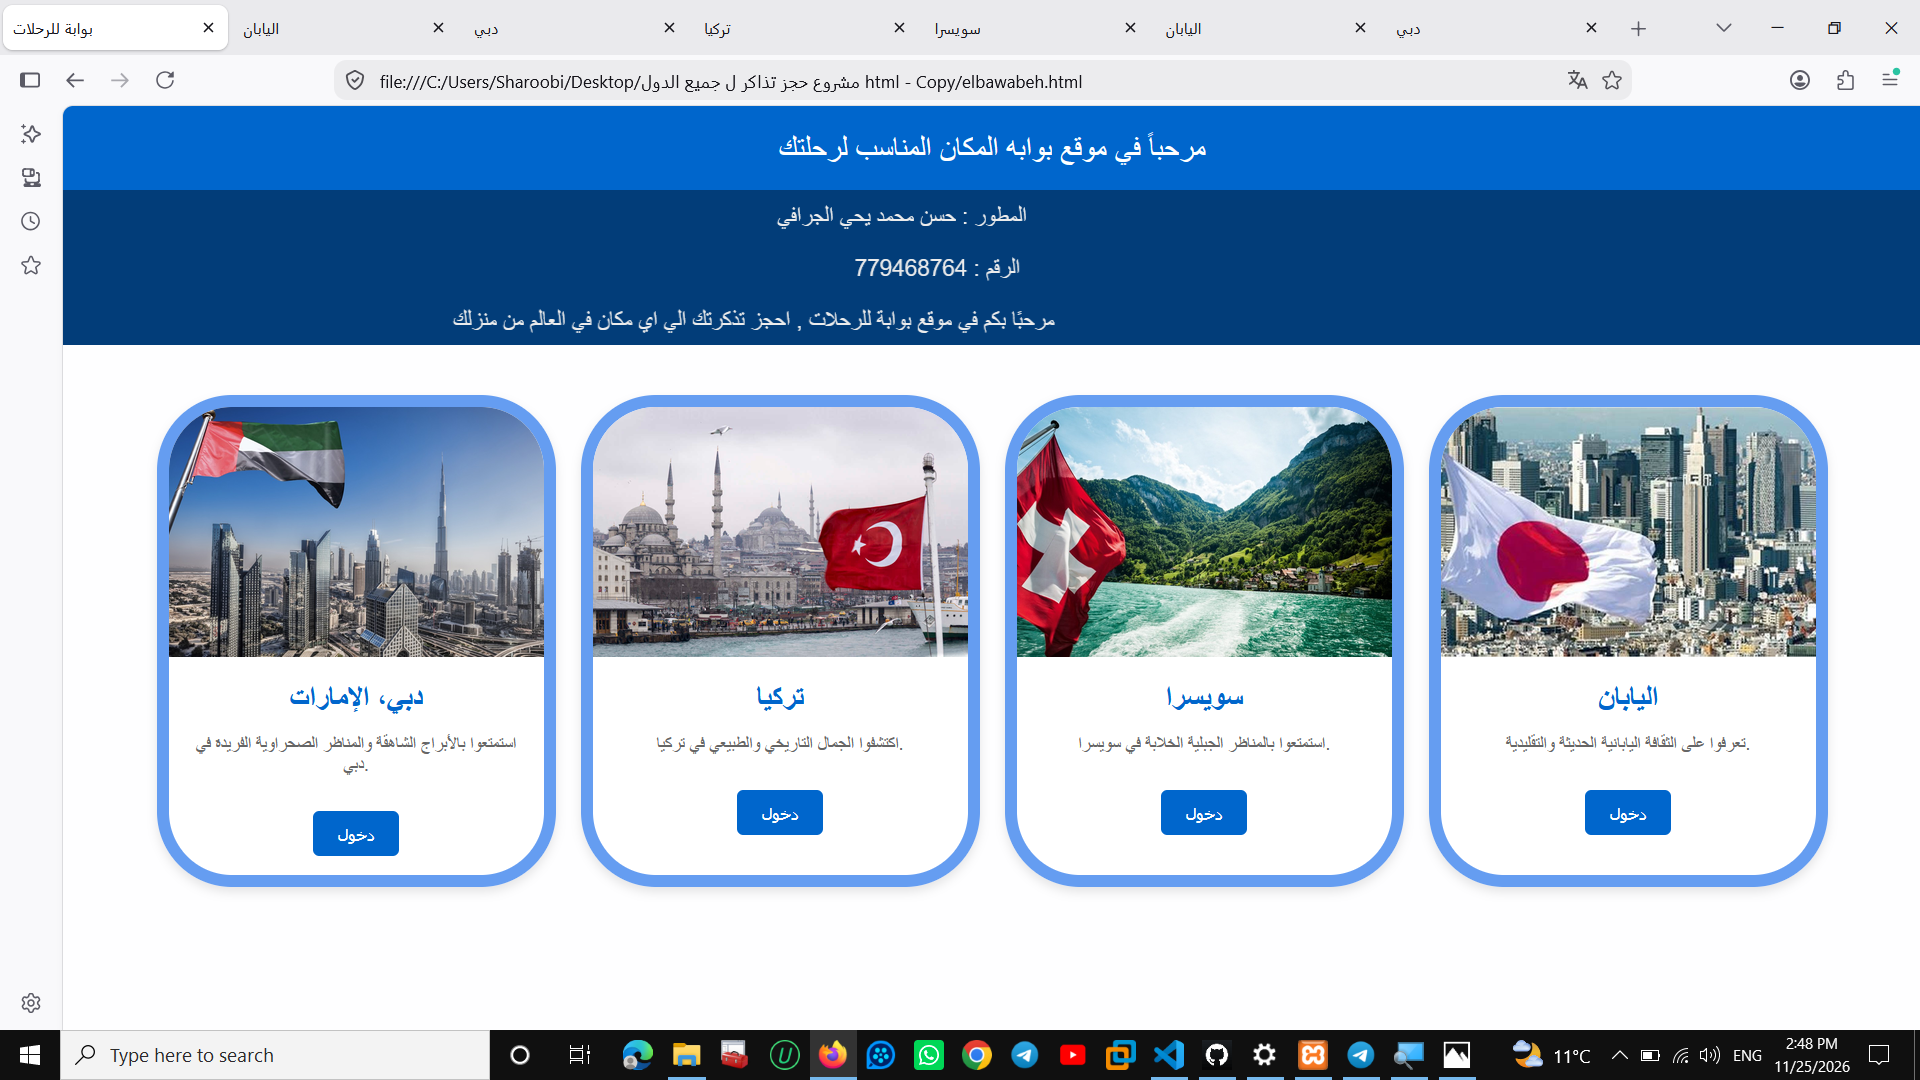 بوابة للرحلات
اليابان
دبي
تركيا
سويسرا
اليابان
دبي
file:///C:/Users/Sharoobi/Desktop/مشروع حجز تذاكر ل جميع الدول html - Copy/elbawabeh.html
مرحباً في موقع بوابه المكان المناسب لرحلتك
المطور : حسن محمد يحي الجرافي
الرقم : 779468764
مرحبًا بكم في موقع بوابة للرحلات , احجز تذكرتك الي اي مكان في العالم من منزلك
دبي، الإمارات
استمتعوا بالأبراج الشاهقة والمناظر الصحراوية الفريدة في
دبي.
دخول
تركيا
اكتشفوا الجمال التاريخي والطبيعي في تركيا.
دخول
سويسرا
استمتعوا بالمناظر الجبلية الخلابة في سويسرا.
دخول
اليابان
تعرفوا على الثقافة اليابانية الحديثة والتقليدية.
دخول
Type here to search
11°C
ENG
2:48 PM
11/25/2026